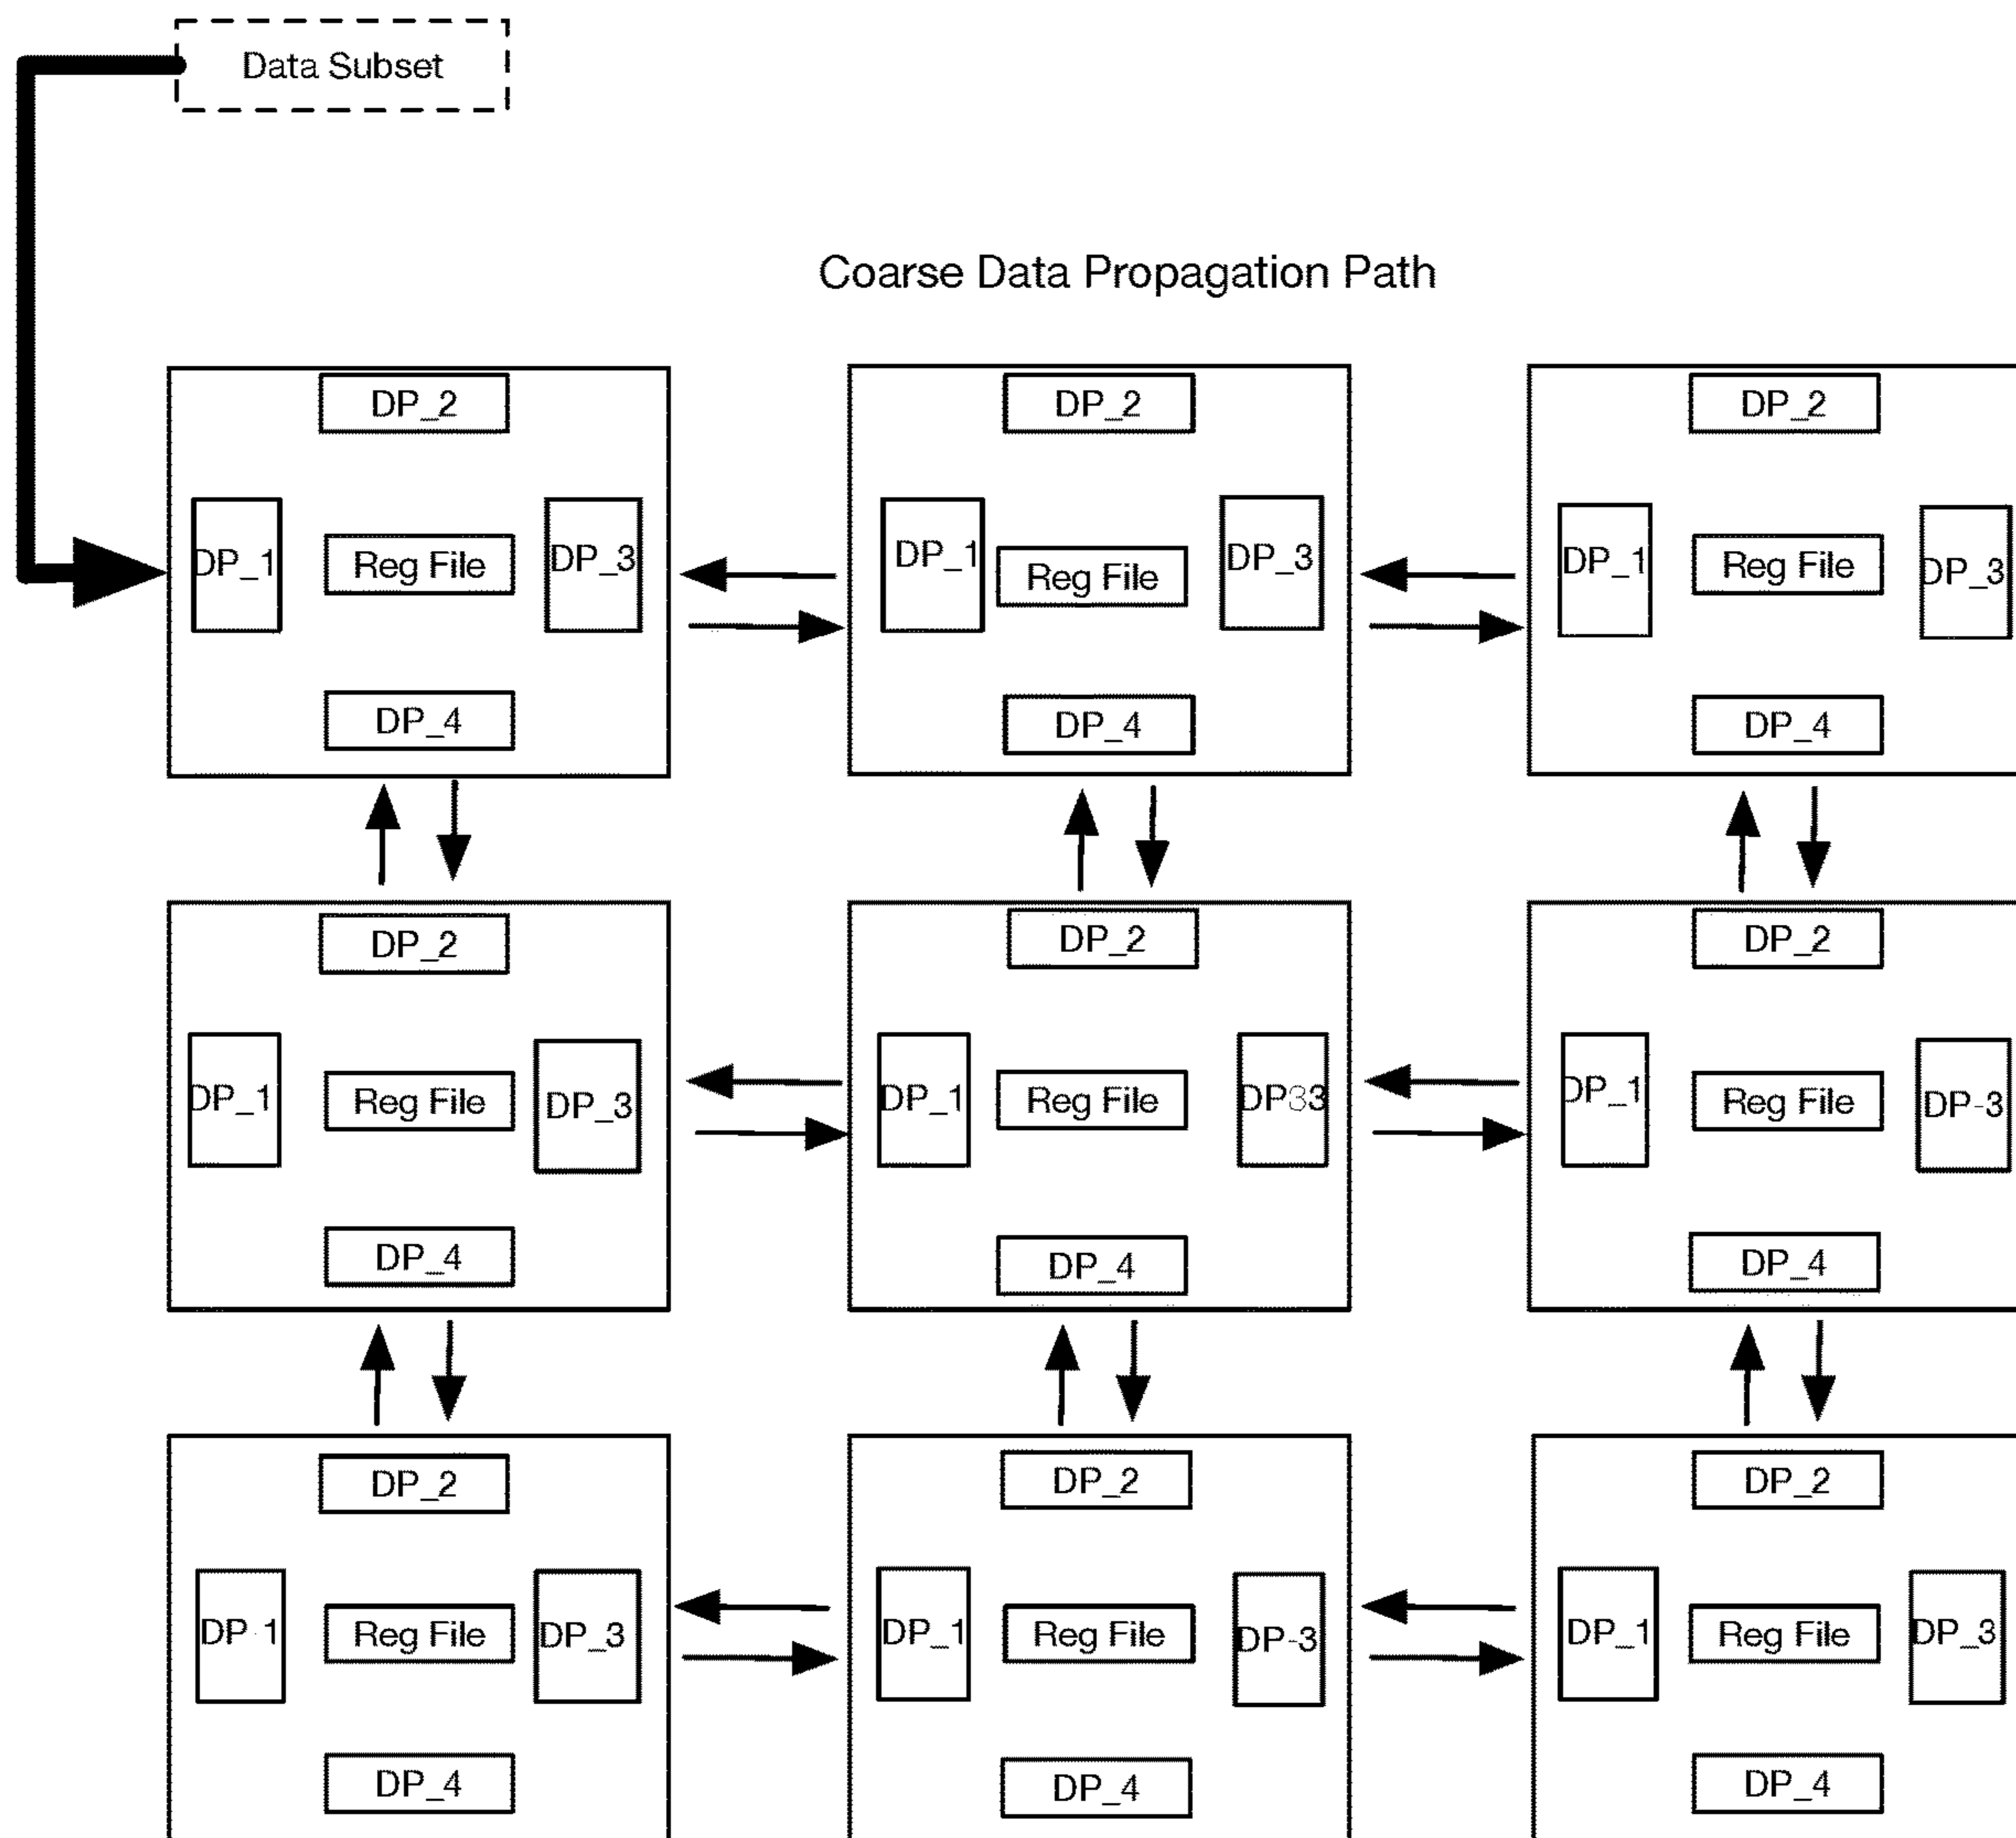 Data Subset
Coarse Data Propagation Path
DP_2
DP_1
Reg File
DP_3
DP_4
DP_2
DP_1
Reg File
DP_3
DP_4
DP_2
DP_1
Reg File
DP_3
DP_4
DP_2
DP_1
Reg File
DP_3
DP_4
DP_2
DP_1
Reg File
DP_4
DP_2
DP_1
Reg File
DP-3
DP_4
DP_2
DP 1
Reg File
DP_3
DP_4
DP_2
DP_1
Reg File
DP-3
DP_4
DP_2
DP_1
Reg File
DP_3
DP_4